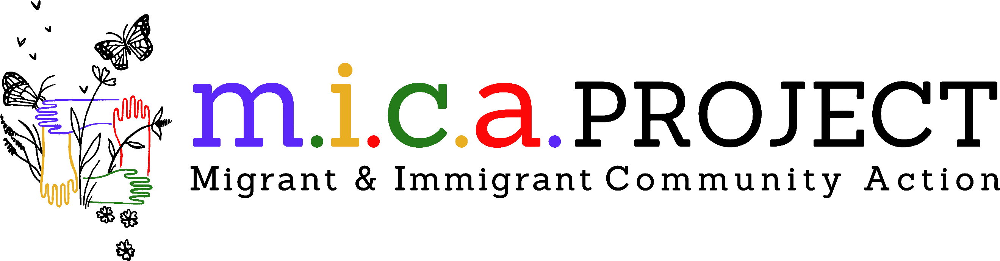 m.i.c.a. PROJECT
Migrant & Immigrant Community Action